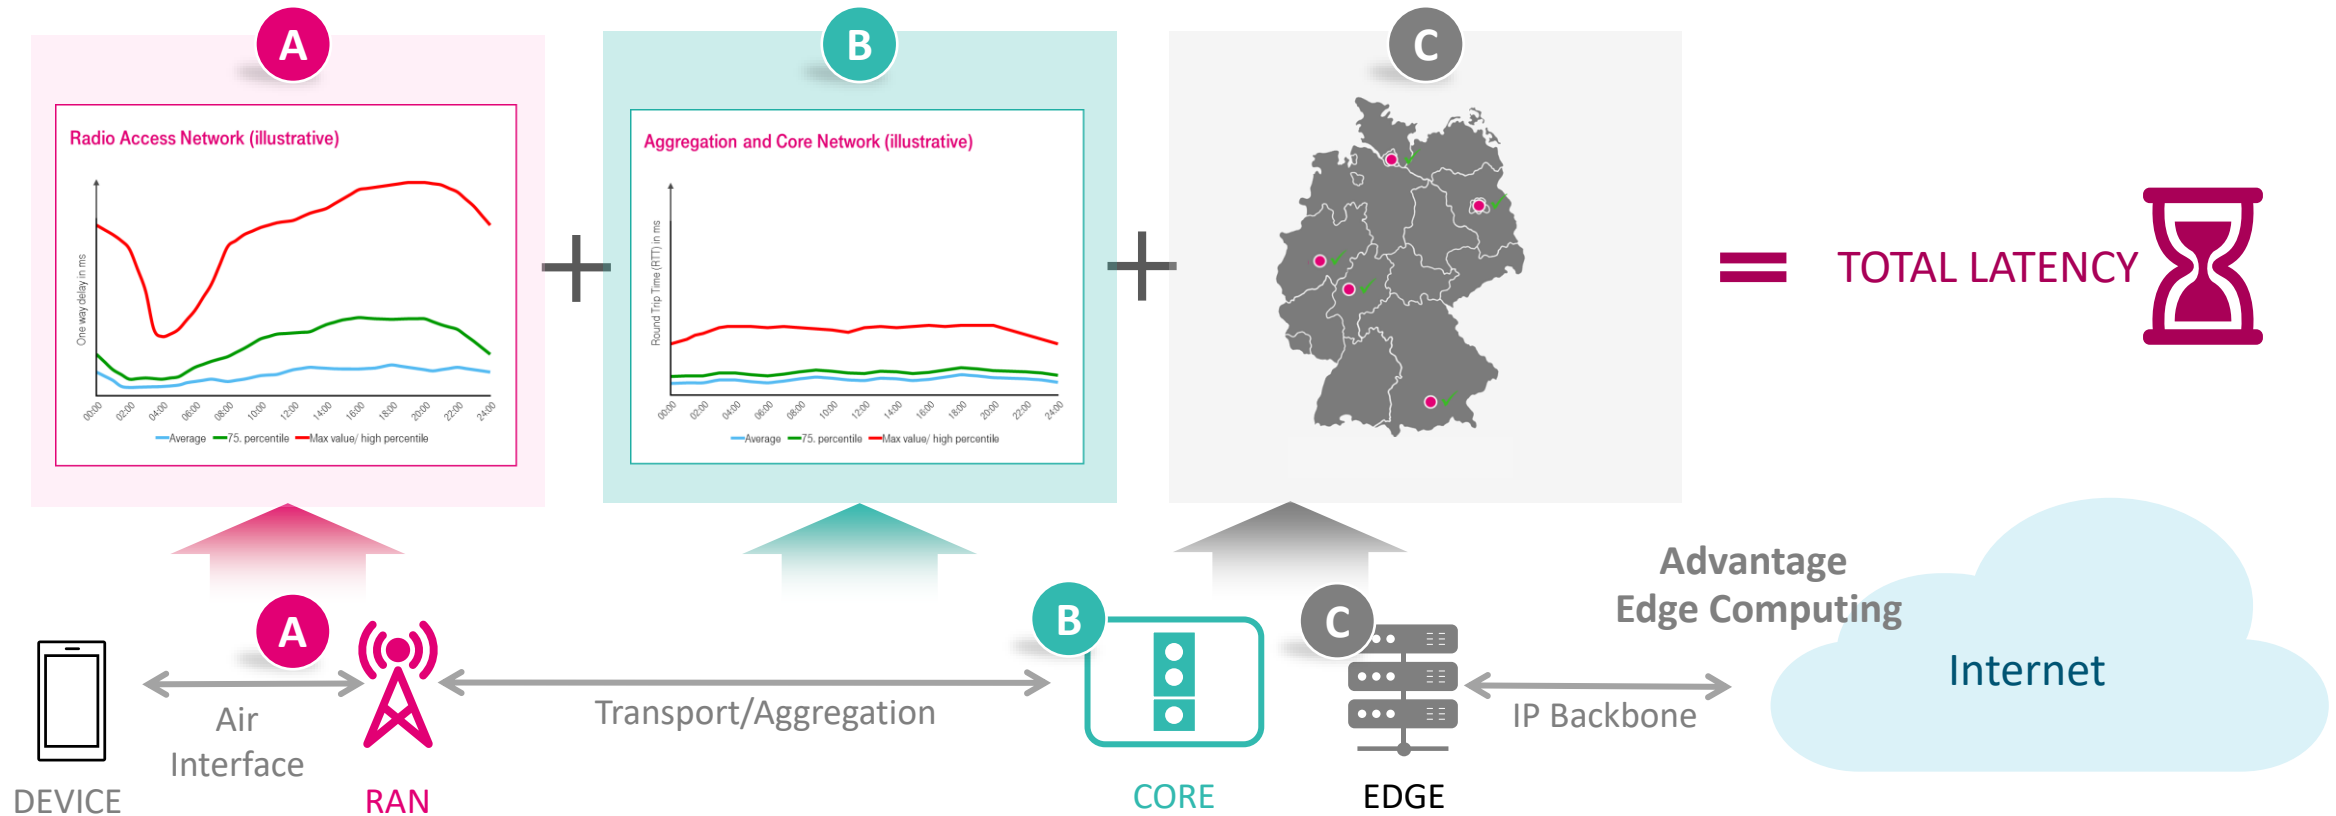 A
B
C
Radio Access Network (illustrative)
One way delay in ms
00:00 02:00 04:00 06:00 08:00 10:00 12:00 14:00 16:00 18:00 20:00 22:00 24:00
Average 75. percentile Max value/ high percentile
Aggregation and Core Network (illustrative)
Round Trip Time (RTT) in ms
00:00 02:00 04:00 06:00 08:00 10:00 12:00 14:00 16:00 18:00 20:00 22:00 24:00
Average 75. percentile Max value/ high percentile
+
+
= TOTAL LATENCY
Advantage
Edge Computing
A
B
C
Air
Interface
Transport/Aggregation
IP Backbone
Internet
DEVICE
RAN
CORE
EDGE